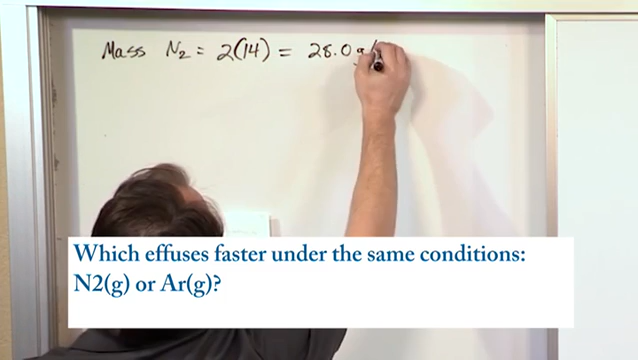 Mass N₂ = 2(14) = 28.0 g/
Which effuses faster under the same conditions:
N2(g) or Ar(g)?